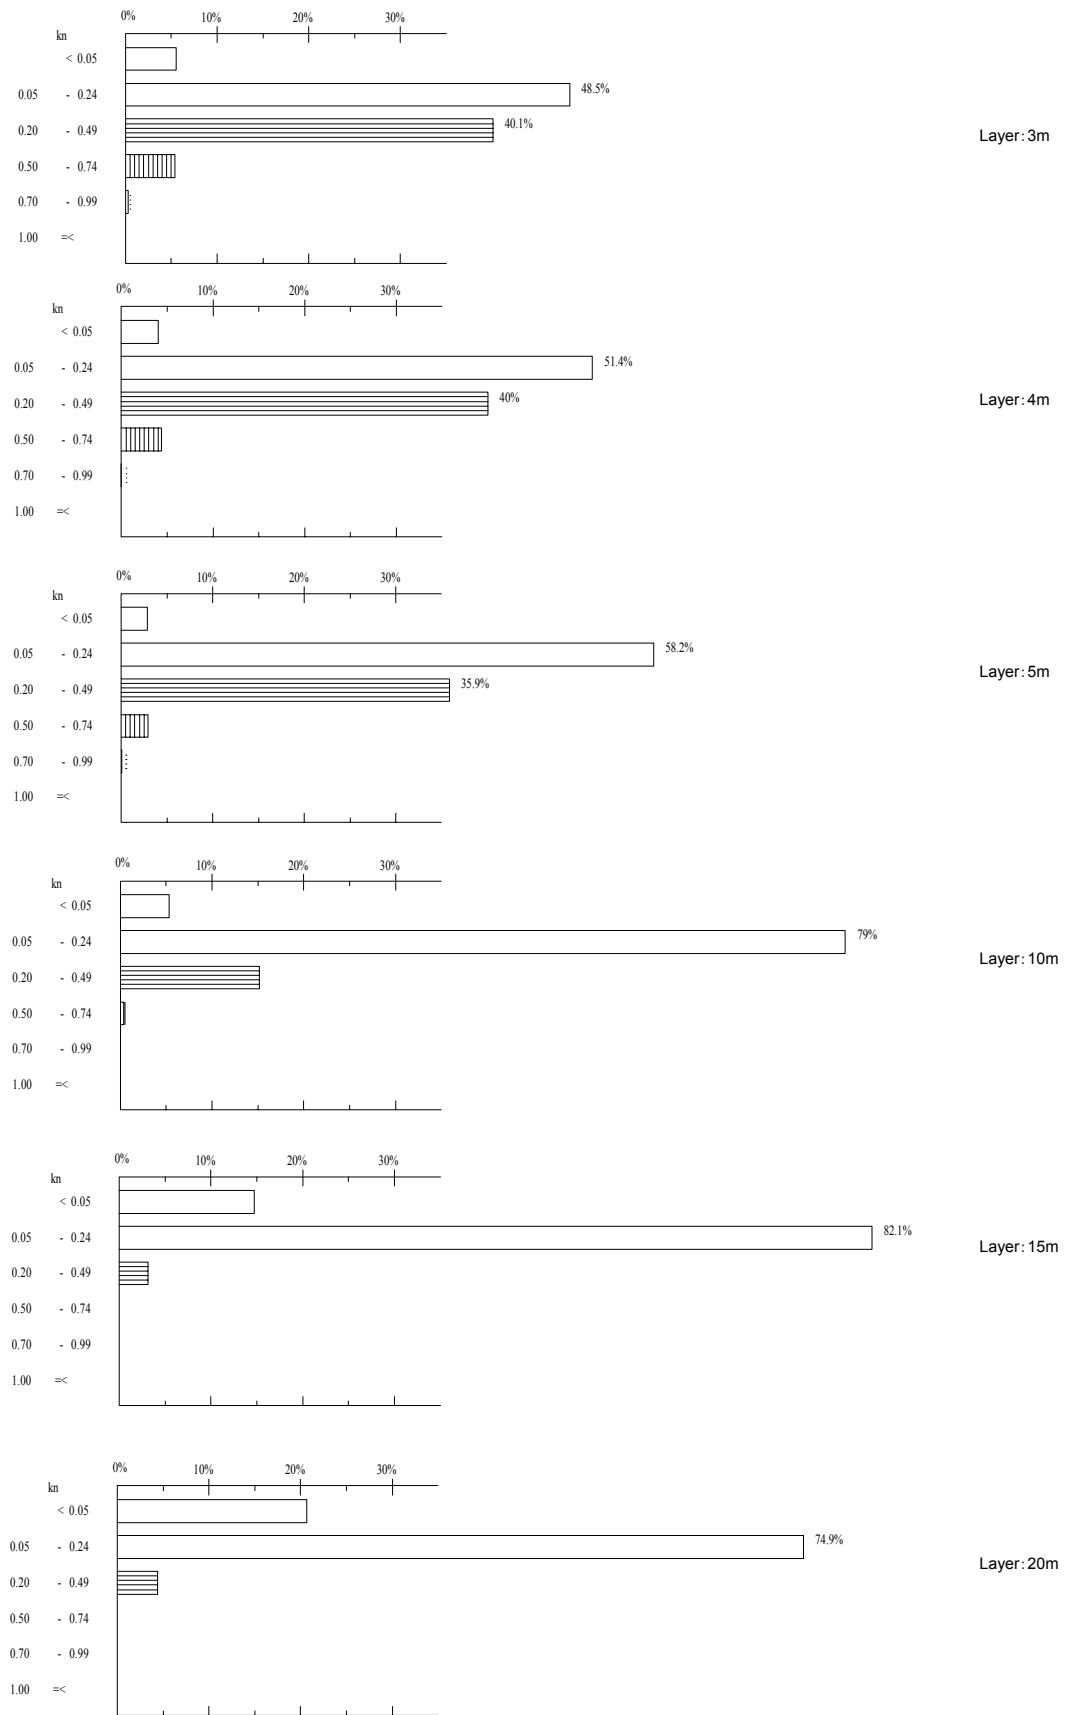 0% 10% 20% 30%
kn
< 0.05
0.05 - 0.24 48.5%
0.20 - 0.49 40.1%
Layer: 3m
0.50 - 0.74
0.70 - 0.99
1.00 =<
0% 10% 20% 30%
kn
< 0.05
0.05 - 0.24 51.4%
0.20 - 0.49 40%
Layer: 4m
0.50 - 0.74
0.70 - 0.99
1.00 =<
0% 10% 20% 30%
kn
< 0.05
0.05 - 0.24 58.2%
Layer: 5m
0.20 - 0.49 35.9%
0.50 - 0.74
0.70 - 0.99
1.00 =<
0% 10% 20% 30%
kn
< 0.05
0.05 - 0.24 79%
Layer: 10m
0.20 - 0.49
0.50 - 0.74
0.70 - 0.99
1.00 =<
0% 10% 20% 30%
kn
< 0.05
0.05 - 0.24 82.1%
Layer: 15m
0.20 - 0.49
0.50 - 0.74
0.70 - 0.99
1.00 =<
0% 10% 20% 30%
kn
< 0.05
0.05 - 0.24 74.9%
Layer: 20m
0.20 - 0.49
0.50 - 0.74
0.70 - 0.99
1.00 =<